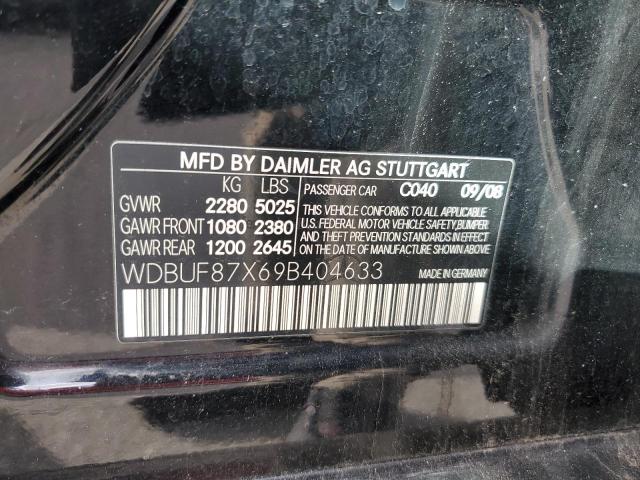 MFD BY DAIMLER AG STUTTGART
KG LBS PASSENGER CAR C040 09/08
GVWR 2280 5025 THIS VEHICLE CONFORMS TO ALL APPLICABLE
GAWR FRONT 1080 2380 U.S. FEDERAL MOTOR VEHICLE SAFETY, BUMPER
GAWR REAR 1200 2645 AND THEFT PREVENTION STANDARDS IN EFFECT
ON THE DATE OF MANUFACTURE SHOWN ABOVE
WDBUF87X69B404633 MADE IN GERMANY